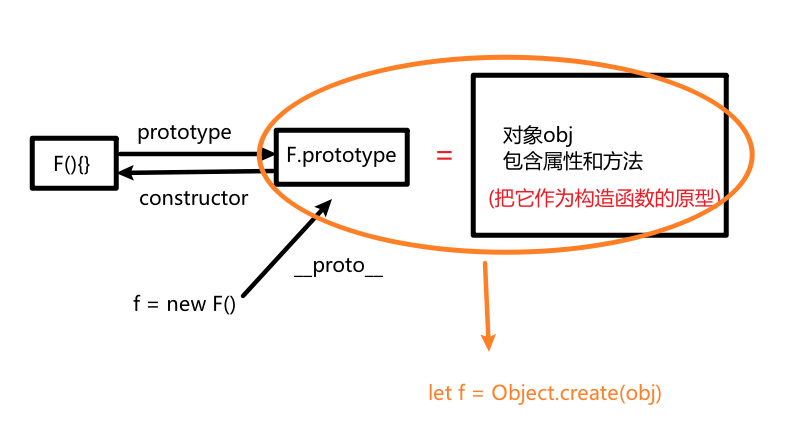 prototype
F(){}
F.prototype
=
对象obj
包含属性和方法
(把它作为构造函数的原型)
constructor
__proto__
f = new F()
let f = Object.create(obj)